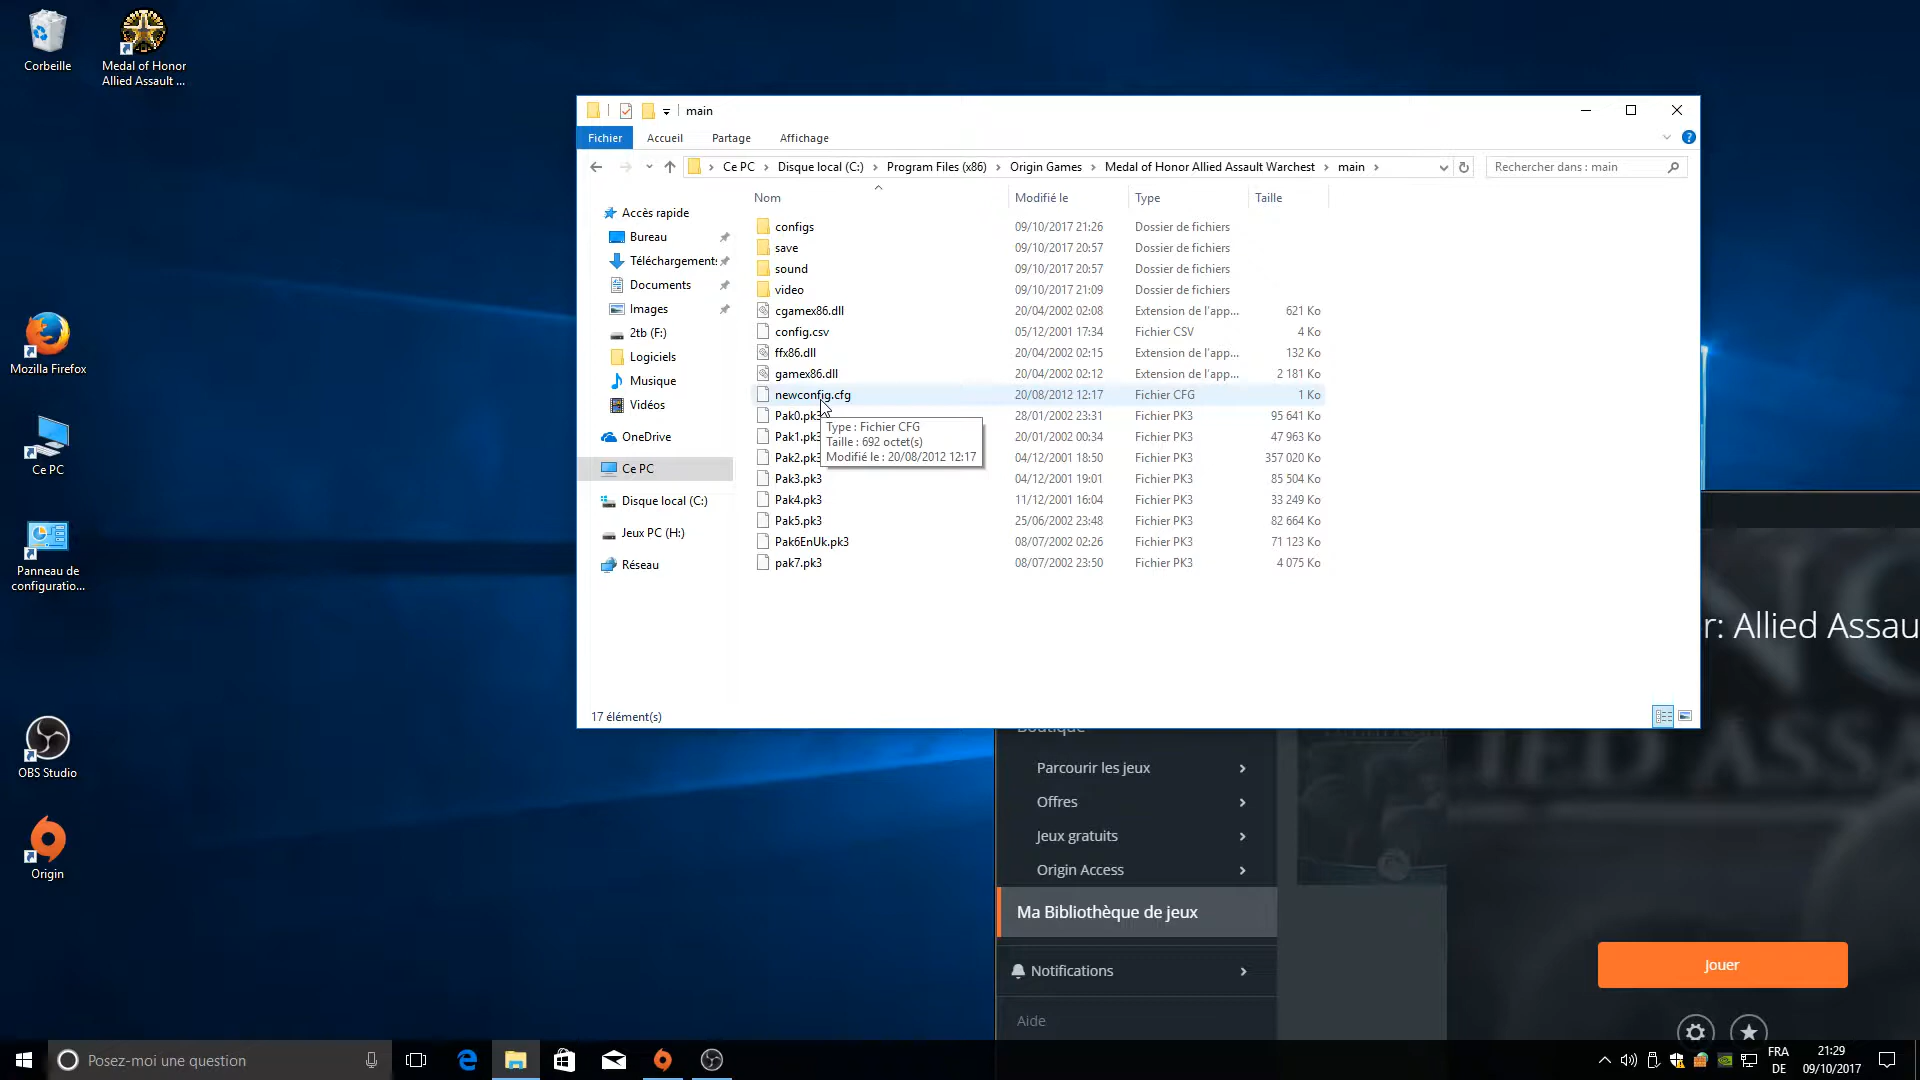 Corbeille
Medal of Honor
Allied Assault ...
Mozilla Firefox
Ce PC
Panneau de
configuratio...
OBS Studio
Origin
main
Fichier
Accueil
Partage
Affichage
Ce PC
Disque local (C:)
Program Files (x86)
Origin Games
Medal of Honor Allied Assault Warchest
main
Rechercher dans : main
Accès rapide
Bureau
Téléchargements
Documents
Images
2tb (F:)
Logiciels
Musique
Vidéos
OneDrive
Ce PC
Disque local (C:)
Jeux PC (H:)
Réseau
Nom Modifié le Type Taille
configs 09/10/2017 21:26 Dossier de fichiers
save 09/10/2017 20:57 Dossier de fichiers
sound 09/10/2017 20:57 Dossier de fichiers
video 09/10/2017 21:09 Dossier de fichiers
cgamex86.dll 20/04/2002 02:08 Extension de l'app... 621 Ko
config.csv 05/12/2001 17:34 Fichier CSV 4 Ko
ffx86.dll 20/04/2002 02:15 Extension de l'app... 132 Ko
gamex86.dll 20/04/2002 02:12 Extension de l'app... 2 181 Ko
newconfig.cfg 20/08/2012 12:17 Fichier CFG 1 Ko
Pak0.pk3 28/01/2002 23:31 Fichier PK3 95 641 Ko
Pak1.pk3 20/01/2002 00:34 Fichier PK3 47 963 Ko
Pak2.pk3 04/12/2001 18:50 Fichier PK3 357 020 Ko
Pak3.pk3 04/12/2001 19:01 Fichier PK3 85 504 Ko
Pak4.pk3 11/12/2001 16:04 Fichier PK3 33 249 Ko
Pak5.pk3 25/06/2002 23:48 Fichier PK3 82 664 Ko
Pak6EnUk.pk3 08/07/2002 02:26 Fichier PK3 71 123 Ko
pak7.pk3 08/07/2002 23:50 Fichier PK3 4 075 Ko
Type : Fichier CFG
Taille : 692 octet(s)
Modifié le : 20/08/2012 12:17
17 élément(s)
r: Allied Assau
Boutique
Parcourir les jeux
Offres
Jeux gratuits
Origin Access
Ma Bibliothèque de jeux
Notifications
Aide
Jouer
Posez-moi une question
FRA
DE
21:29
09/10/2017